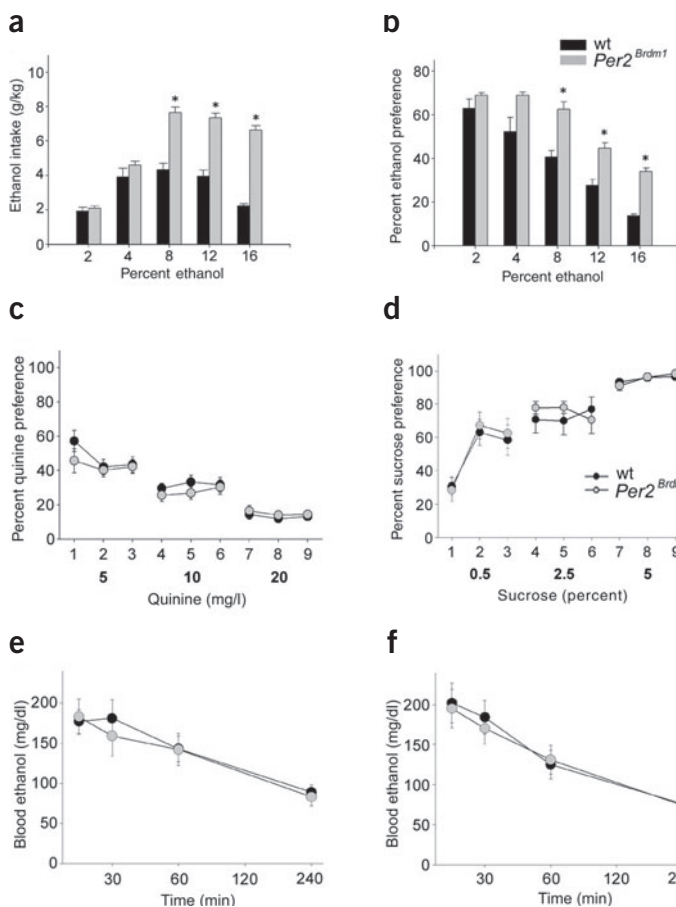 a
Ethanol intake (g/kg)
10
8
6
4
2
0
* * *
2 4 8 12 16
Percent ethanol
b
wt
Per2 Brdm1
Percent ethanol preference
80
60
40
20
0
* * *
2 4 8 12 16
Percent ethanol
c
Percent quinine preference
100
80
60
40
20
0
1 2 3 4 5 6 7 8 9
5 10 20
Quinine (mg/l)
d
Percent sucrose preference
100
80
60
40
20
0
wt
Per2 Brd
1 2 3 4 5 6 7 8 9
0.5 2.5 5
Sucrose (percent)
e
Blood ethanol (mg/dl)
200
150
100
50
0
30 60 120 240
Time (min)
f
Blood ethanol (mg/dl)
200
150
100
50
0
30 60 120
Time (min)